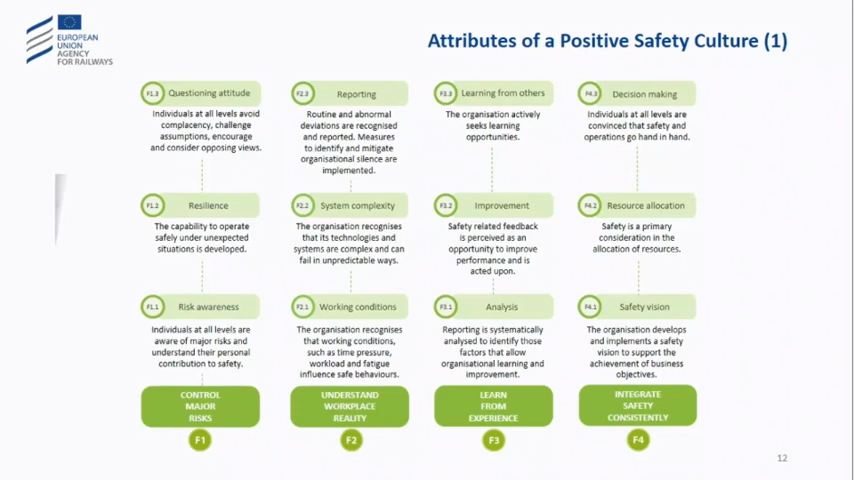 EUROPEAN
UNION
AGENCY
FOR RAILWAYS
Attributes of a Positive Safety Culture (1)
F1.3 Questioning attitude
Individuals at all levels avoid
complacency, challenge
assumptions, encourage
and consider opposing views.
F1.2 Resilience
The capability to operate
safely under unexpected
situations is developed.
F1.1 Risk awareness
Individuals at all levels are
aware of major risks and
understand their personal
contribution to safety.
CONTROL
MAJOR
RISKS
F1
F2.3 Reporting
Routine and abnormal
deviations are recognised
and reported. Measures
to identify and mitigate
organisational silence are
implemented.
F2.2 System complexity
The organisation recognises
that its technologies and
systems are complex and can
fail in unpredictable ways.
F2.1 Working conditions
The organisation recognises
that working conditions,
such as time pressure,
workload and fatigue
influence safe behaviours.
UNDERSTAND
WORKPLACE
REALITY
F2
F3.3 Learning from others
The organisation actively
seeks learning
opportunities.
F3.2 Improvement
Safety related feedback
is perceived as an
opportunity to improve
performance and is
acted upon.
F3.1 Analysis
Reporting is systematically
analysed to identify those
factors that allow
organisational learning and
improvement.
LEARN
FROM
EXPERIENCE
F3
F4.3 Decision making
Individuals at all levels are
convinced that safety and
operations go hand in hand.
F4.2 Resource allocation
Safety is a primary
consideration in the
allocation of resources.
F4.1 Safety vision
The organisation develops
and implements a safety
vision to support the
achievement of business
objectives.
INTEGRATE
SAFETY
CONSISTENTLY
F4
12